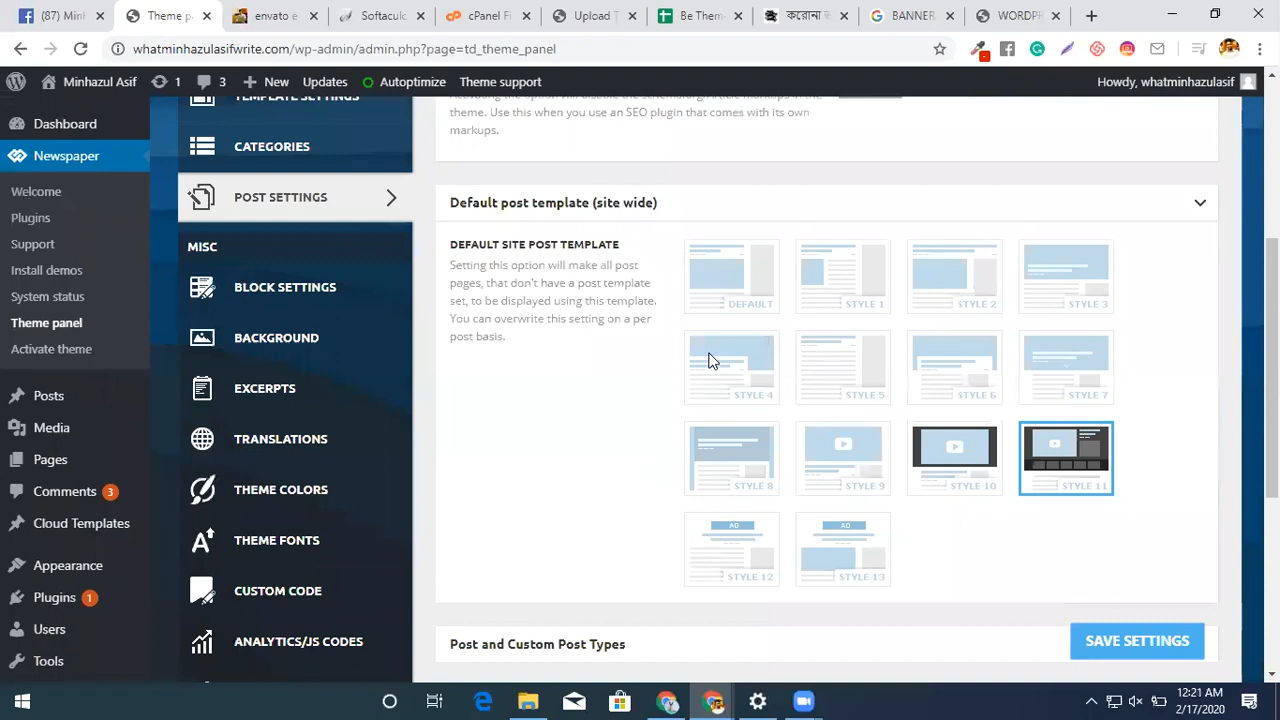 (87) Minh
Theme pa
envato e
Softacuic
cPanel Fi
Upload T
Be Them
করোনা ভ
BANNER
WORDPR
whatminhazulasifwrite.com/wp-admin/admin.php?page=td_theme_panel
Minhazul Asif
1
3
New
Updates
Autoptimize
Theme support
Howdy, whatminhazulasif
Dashboard
Newspaper
Welcome
Plugins
Support
Install demos
System status
Theme panel
Activate theme
Posts
Media
Pages
Comments 3
Cloud Templates
Appearance
Plugins 1
Users
Tools
TEMPLATE SETTINGS
CATEGORIES
POST SETTINGS
MISC
BLOCK SETTINGS
BACKGROUND
EXCERPTS
TRANSLATIONS
THEME COLORS
THEME FONTS
CUSTOM CODE
ANALYTICS/JS CODES
theme. Use this when you use an SEO plugin that comes with its own
markups.
Default post template (site wide)
DEFAULT SITE POST TEMPLATE
Setting this option will make all post
pages, that don't have a post template
set, to be displayed using this template.
You can overwrite this setting on a per
post basis.
DEFAULT
STYLE 1
STYLE 2
STYLE 3
STYLE 4
STYLE 5
STYLE 6
STYLE 7
STYLE 8
STYLE 9
STYLE 10
STYLE 11
AD
STYLE 12
AD
STYLE 13
Post and Custom Post Types
SAVE SETTINGS
12:21 AM
2/17/2020